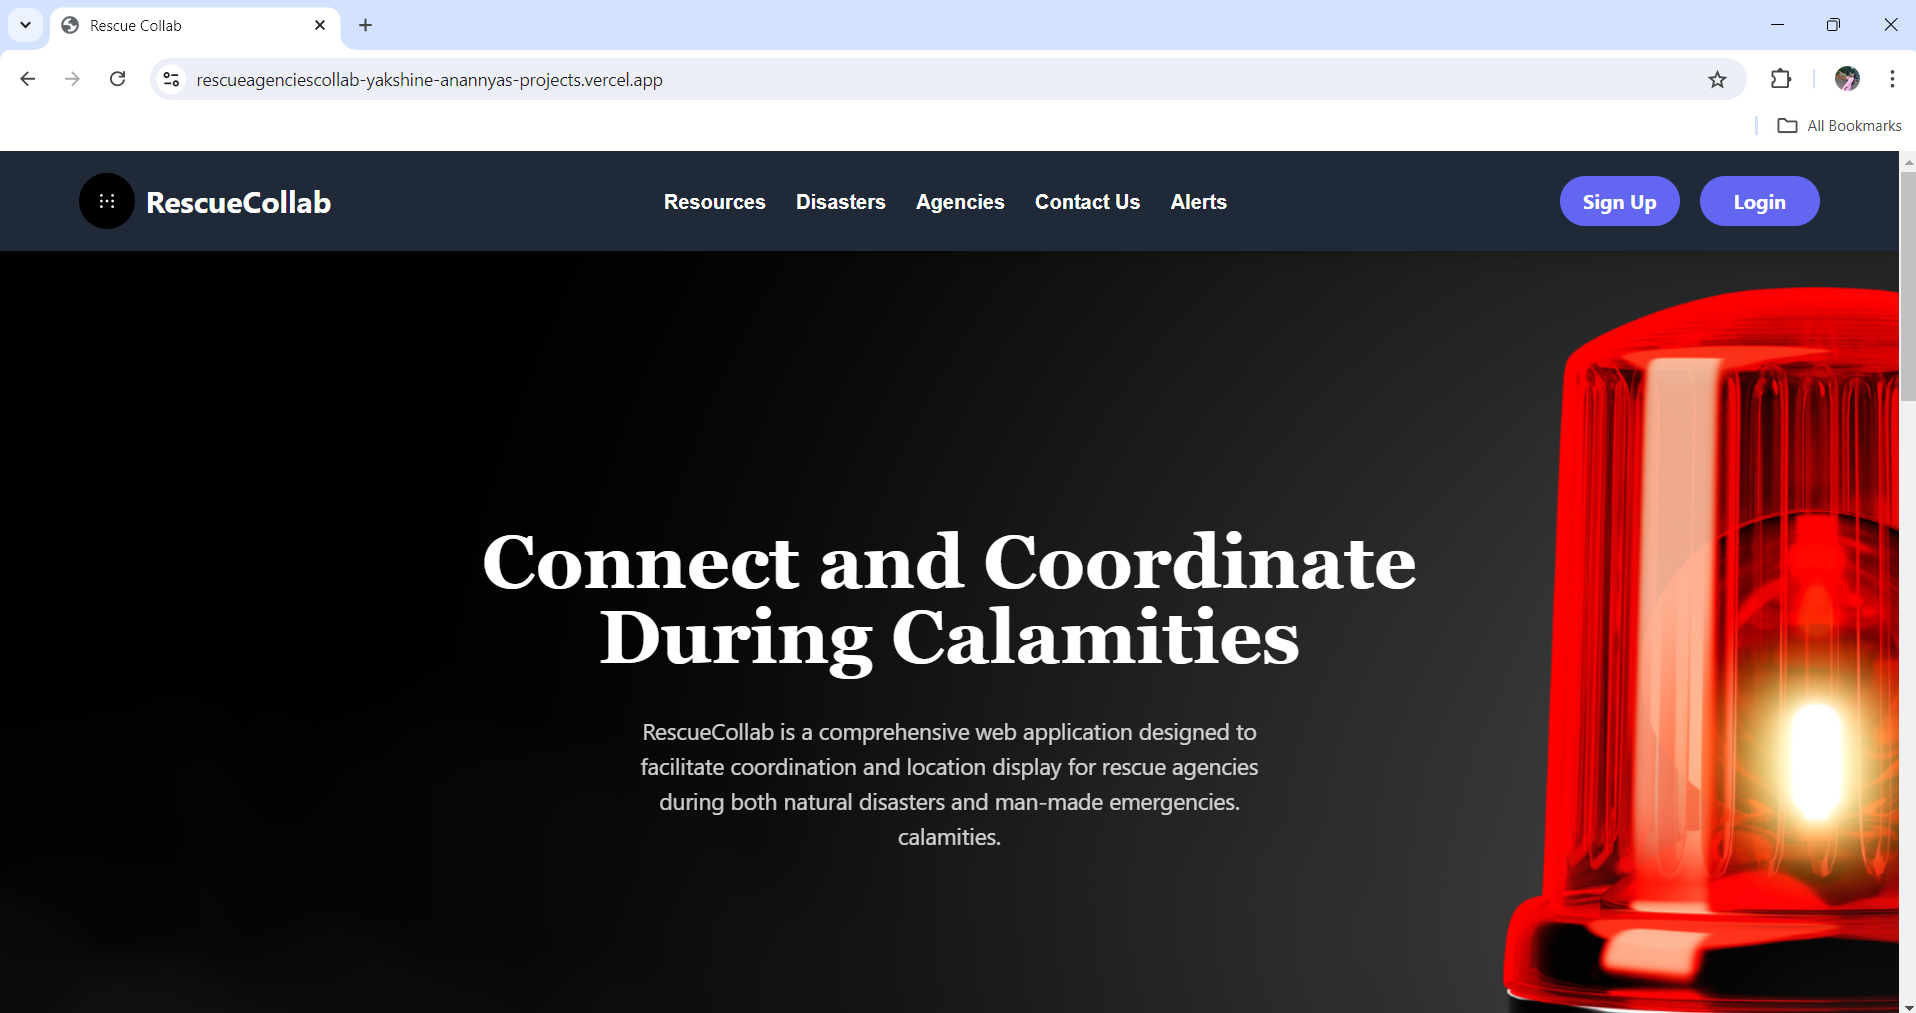 Rescue Collab
rescueagenciescollab-yakshine-anannyas-projects.vercel.app
All Bookmarks
RescueCollab
Resources Disasters Agencies Contact Us Alerts
Sign Up Login
Connect and Coordinate
During Calamities
RescueCollab is a comprehensive web application designed to
facilitate coordination and location display for rescue agencies
during both natural disasters and man-made emergencies.
calamities.